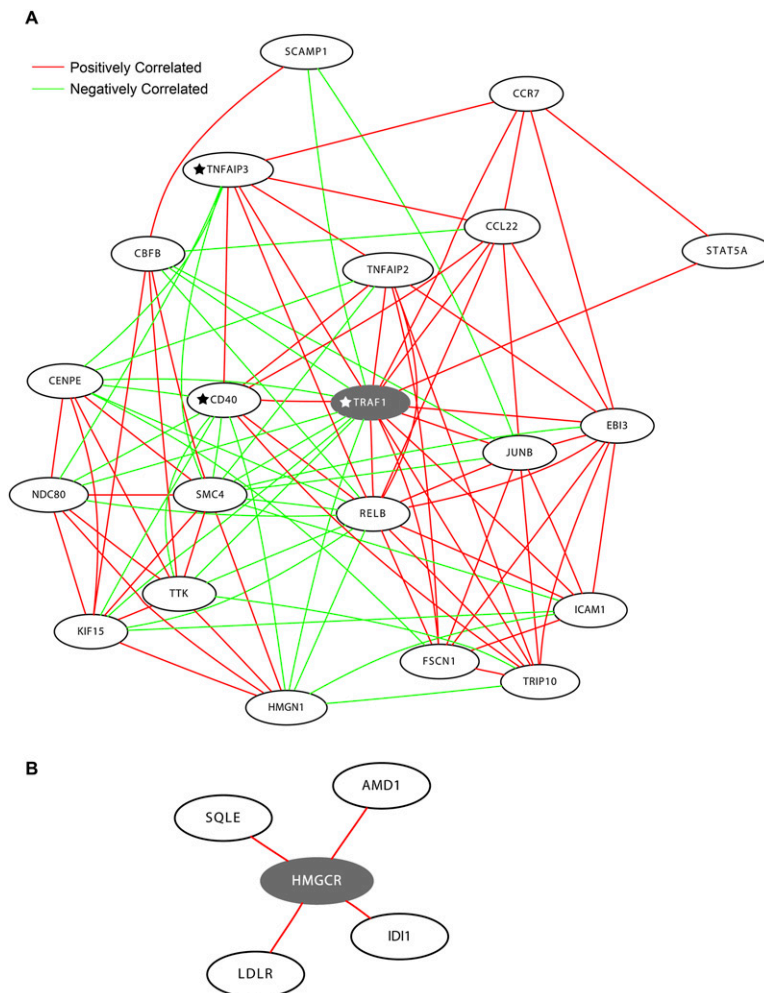 A
SCAMP1
Positively Correlated
Negatively Correlated
CCR7
TNFAIP3
CCL22
CBFB
STAT5A
TNFAIP2
CENPE
CD40
TRAF1
EBI3
JUNB
NDC80
SMC4
RELB
TTK
ICAM1
KIF15
FSCN1
TRIP10
HMGN1
B
AMD1
SQLE
HMGCR
IDI1
LDLR